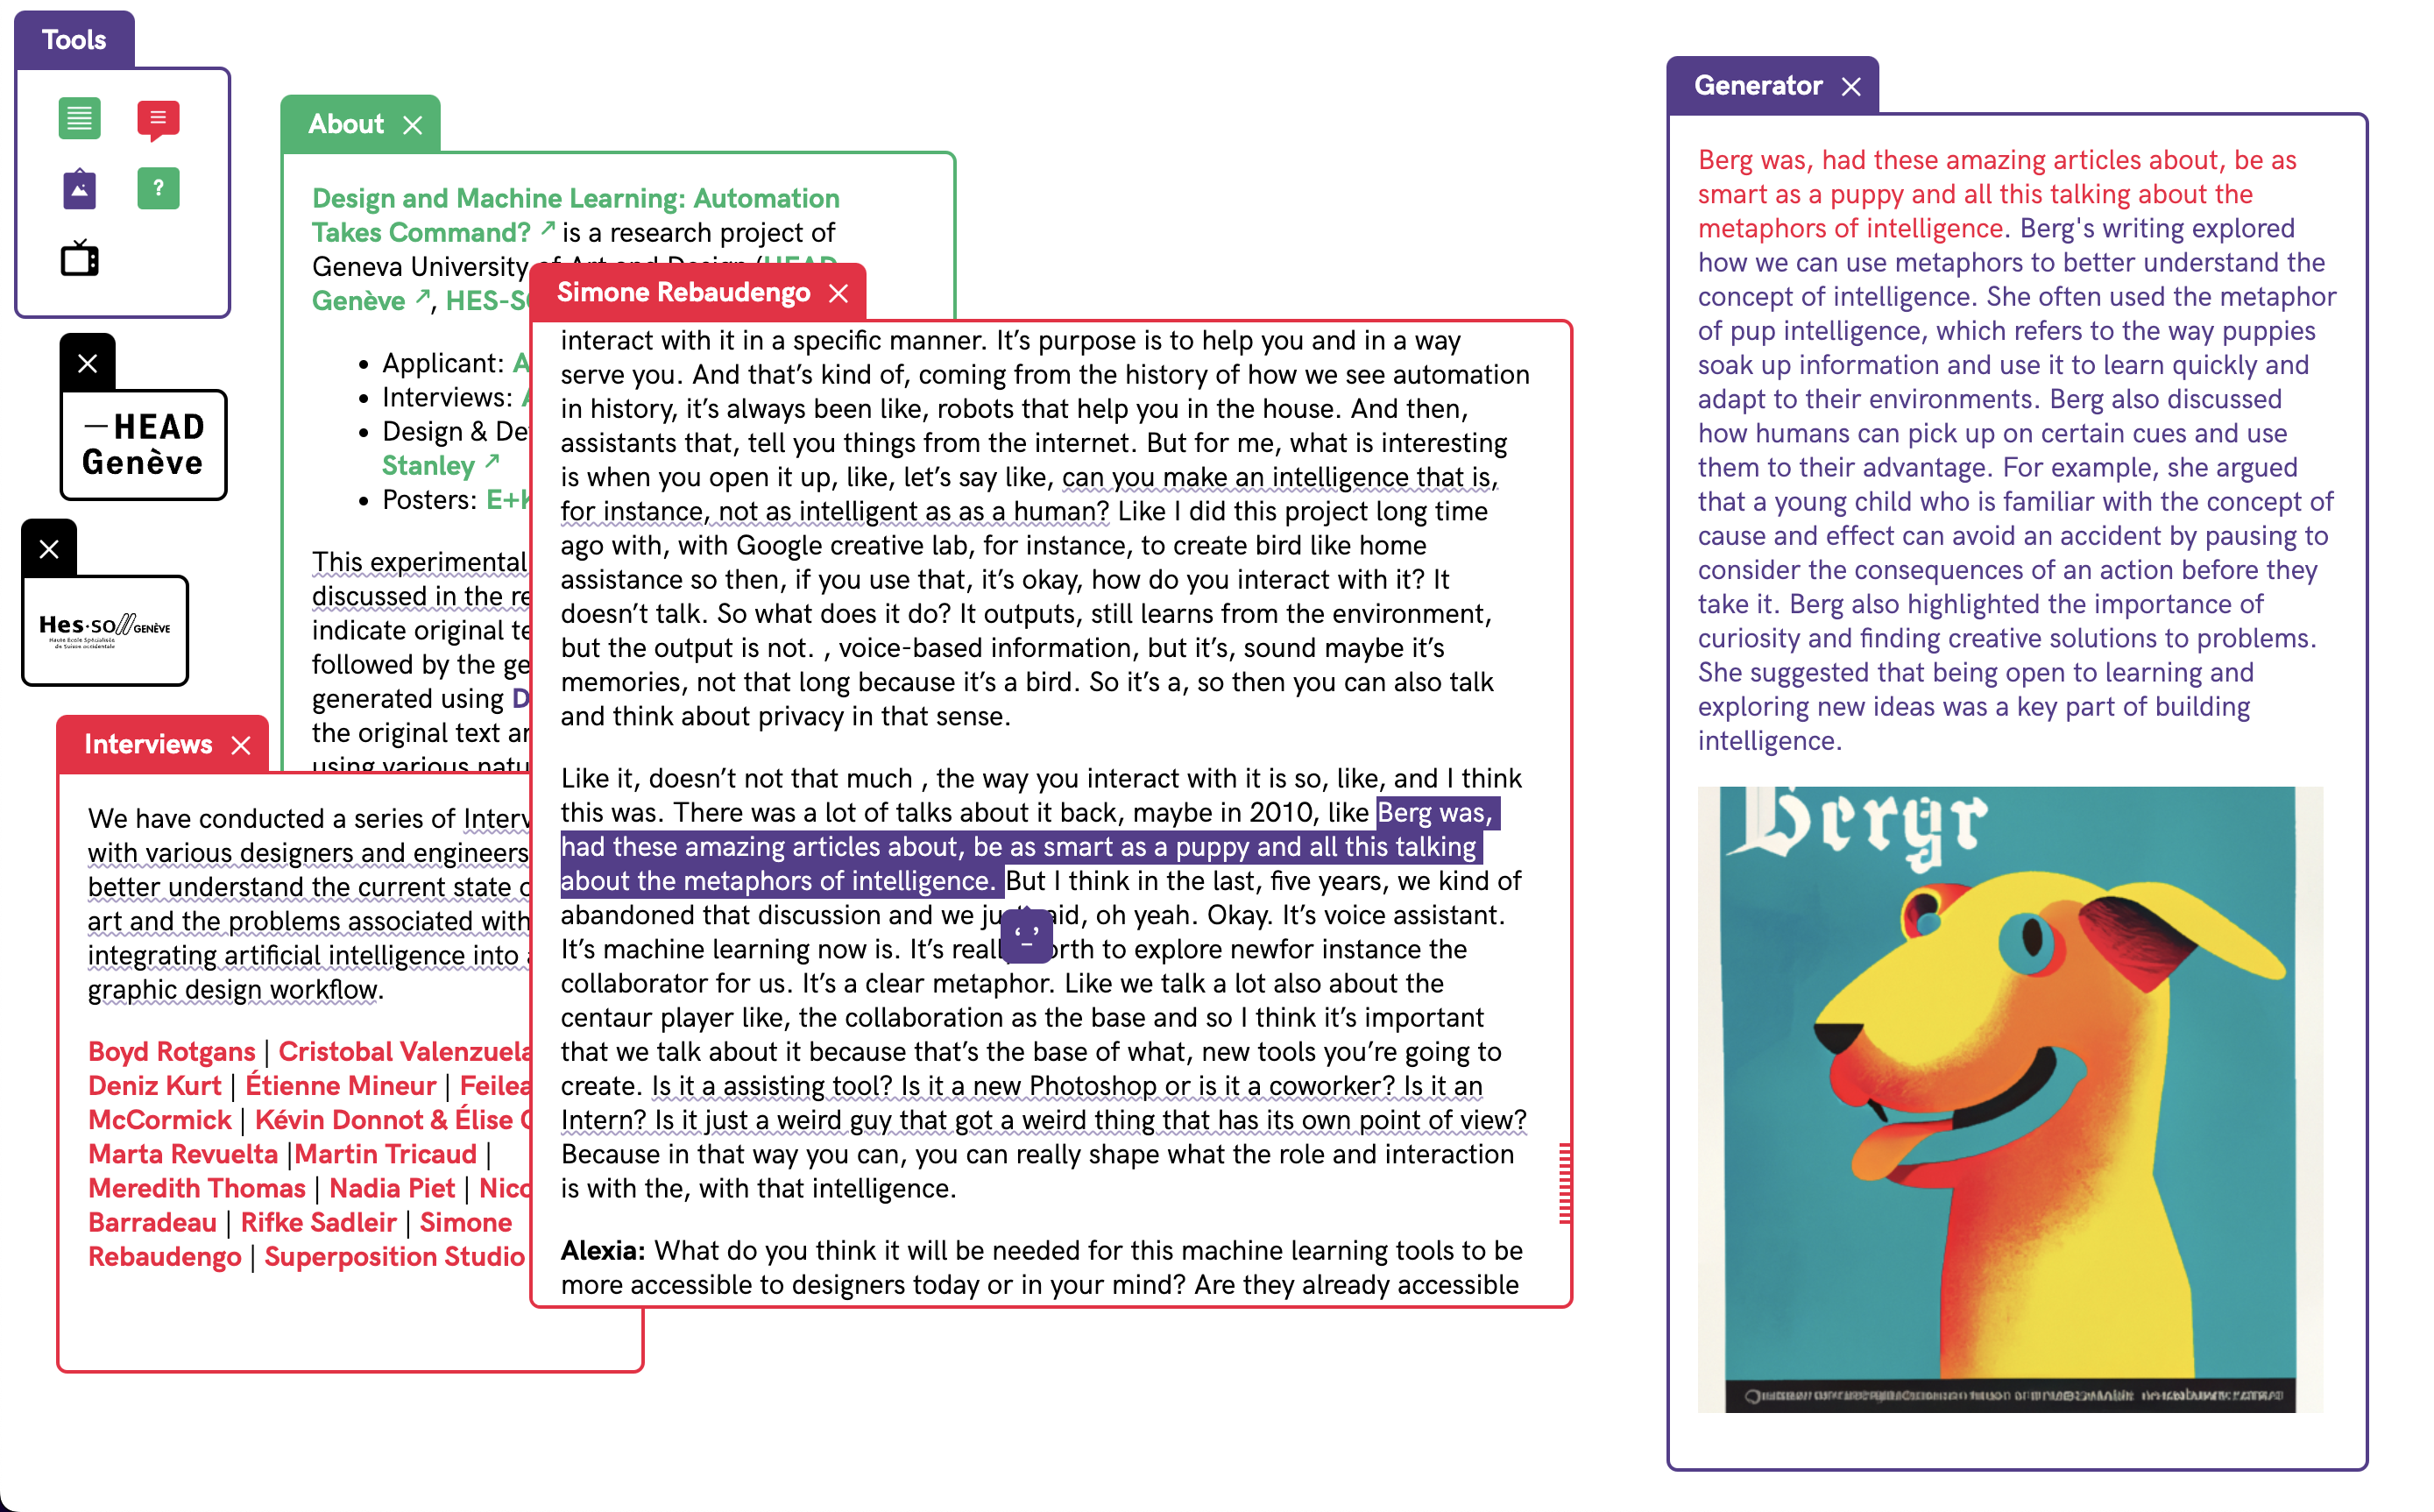 Tools
?
HEAD
Genève
Hes·so GENÈVE
Haute Ecole Spécialisée
de Suisse occidentale
About
Design and Machine Learning: Automation
Takes Command? ↗ is a research project of
Geneva University of Art and Design (HEAD
Genève ↗, HES-S
• Applicant:
• Interviews:
• Design & De
Stanley ↗
• Posters: E+K
This experimental
discussed in the re
indicate original te
followed by the ge
generated using D
the original text an
using various natu
Interviews
We have conducted a series of Interv
with various designers and engineers
better understand the current state o
art and the problems associated with
integrating artificial intelligence into a
graphic design workflow.
Boyd Rotgans | Cristobal Valenzuela
Deniz Kurt | Étienne Mineur | Feilea
McCormick | Kévin Donnot & Élise G
Marta Revuelta |Martin Tricaud |
Meredith Thomas | Nadia Piet | Nico
Barradeau | Rifke Sadleir | Simone
Rebaudengo | Superposition Studio
Simone Rebaudengo
interact with it in a specific manner. It’s purpose is to help you and in a way
serve you. And that’s kind of, coming from the history of how we see automation
in history, it’s always been like, robots that help you in the house. And then,
assistants that, tell you things from the internet. But for me, what is interesting
is when you open it up, like, let’s say like, can you make an intelligence that is,
for instance, not as intelligent as as a human? Like I did this project long time
ago with, with Google creative lab, for instance, to create bird like home
assistance so then, if you use that, it’s okay, how do you interact with it? It
doesn’t talk. So what does it do? It outputs, still learns from the environment,
but the output is not. , voice-based information, but it’s, sound maybe it’s
memories, not that long because it’s a bird. So it’s a, so then you can also talk
and think about privacy in that sense.
Like it, doesn’t not that much , the way you interact with it is so, like, and I think
this was. There was a lot of talks about it back, maybe in 2010, like Berg was,
had these amazing articles about, be as smart as a puppy and all this talking
about the metaphors of intelligence. But I think in the last, five years, we kind of
abandoned that discussion and we ju aid, oh yeah. Okay. It’s voice assistant.
It’s machine learning now is. It’s reall orth to explore newfor instance the
collaborator for us. It’s a clear metaphor. Like we talk a lot also about the
centaur player like, the collaboration as the base and so I think it’s important
that we talk about it because that’s the base of what, new tools you’re going to
create. Is it a assisting tool? Is it a new Photoshop or is it a coworker? Is it an
Intern? Is it just a weird guy that got a weird thing that has its own point of view?
Because in that way you can, you can really shape what the role and interaction
is with the, with that intelligence.
Alexia: What do you think it will be needed for this machine learning tools to be
more accessible to designers today or in your mind? Are they already accessible
Generator
Berg was, had these amazing articles about, be as
smart as a puppy and all this talking about the
metaphors of intelligence. Berg's writing explored
how we can use metaphors to better understand the
concept of intelligence. She often used the metaphor
of pup intelligence, which refers to the way puppies
soak up information and use it to learn quickly and
adapt to their environments. Berg also discussed
how humans can pick up on certain cues and use
them to their advantage. For example, she argued
that a young child who is familiar with the concept of
cause and effect can avoid an accident by pausing to
consider the consequences of an action before they
take it. Berg also highlighted the importance of
curiosity and finding creative solutions to problems.
She suggested that being open to learning and
exploring new ideas was a key part of building
intelligence.
Bergr